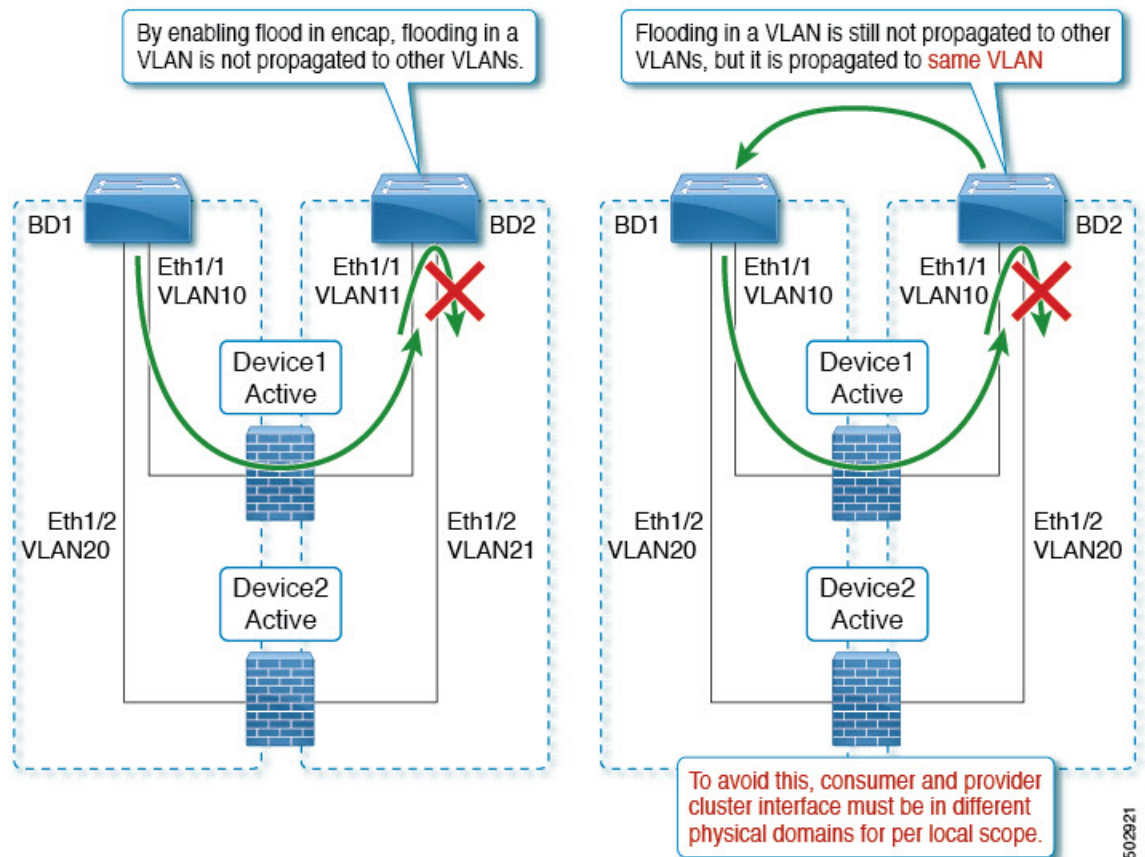 By enabling flood in encap, flooding in a
VLAN is not propagated to other VLANs.
BD1
BD2
Eth1/1
VLAN10
Eth1/1
VLAN11
Device1
Active
Eth1/2
VLAN20
Eth1/2
VLAN21
Device2
Active
Flooding in a VLAN is still not propagated to other
VLANs, but it is propagated to same VLAN
BD1
BD2
Eth1/1
VLAN10
Eth1/1
VLAN10
Device1
Active
Eth1/2
VLAN20
Eth1/2
VLAN20
Device2
Active
To avoid this, consumer and provider
cluster interface must be in different
physical domains for per local scope.
502921